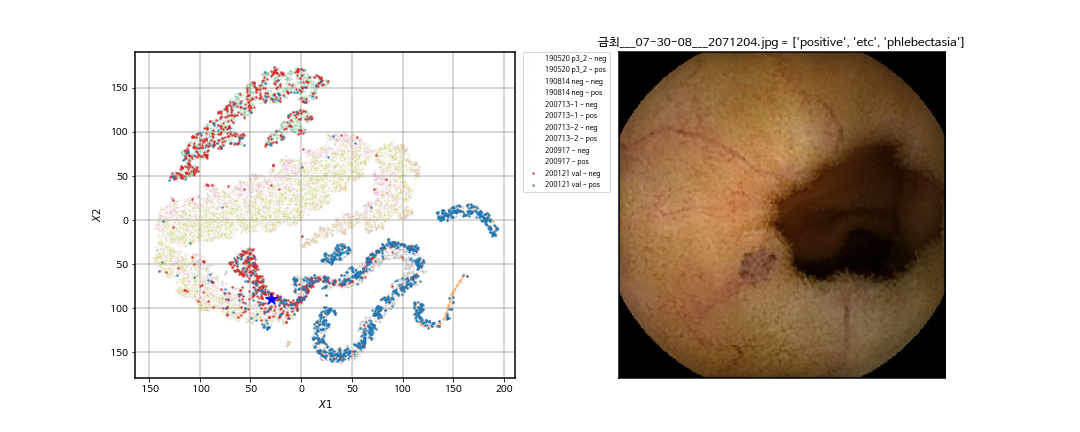 금최___07-30-08___2071204.jpg = ['positive', 'etc', 'phlebectasia']
190520 p3_2 − neg
190520 p3_2 − pos
190814 neg − neg
190814 neg − pos
200713−1 − neg
200713−1 − pos
200713−2 − neg
200713−2 − pos
200917 − neg
200917 − pos
200121 val − neg
200121 val − pos
150
100
50
0
50
100
150
X2
150 100 50 0 50 100 150 200
X1